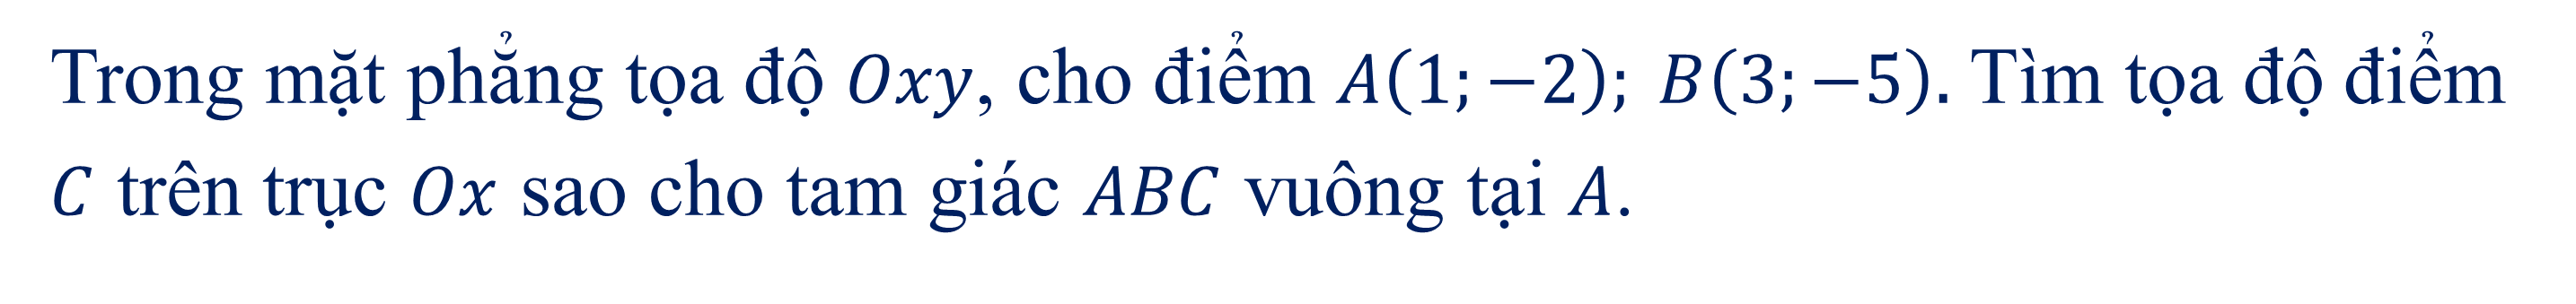 Trong mặt phẳng tọa độ Oxy, cho điểm A(1; −2); B(3; −5). Tìm tọa độ điểm
C trên trục Ox sao cho tam giác ABC vuông tại A.